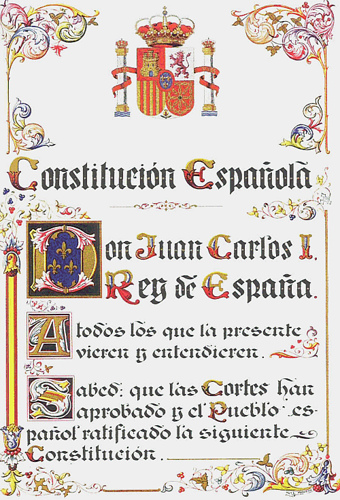 Constitución Española
Don Juan Carlos I.
Rey de España.
A todos los que la presente
vieren y entendieren.
Sabed: que las Cortes han
aprobado y el Pueblo es-
pañol ratificado la siguiente
Constitución.